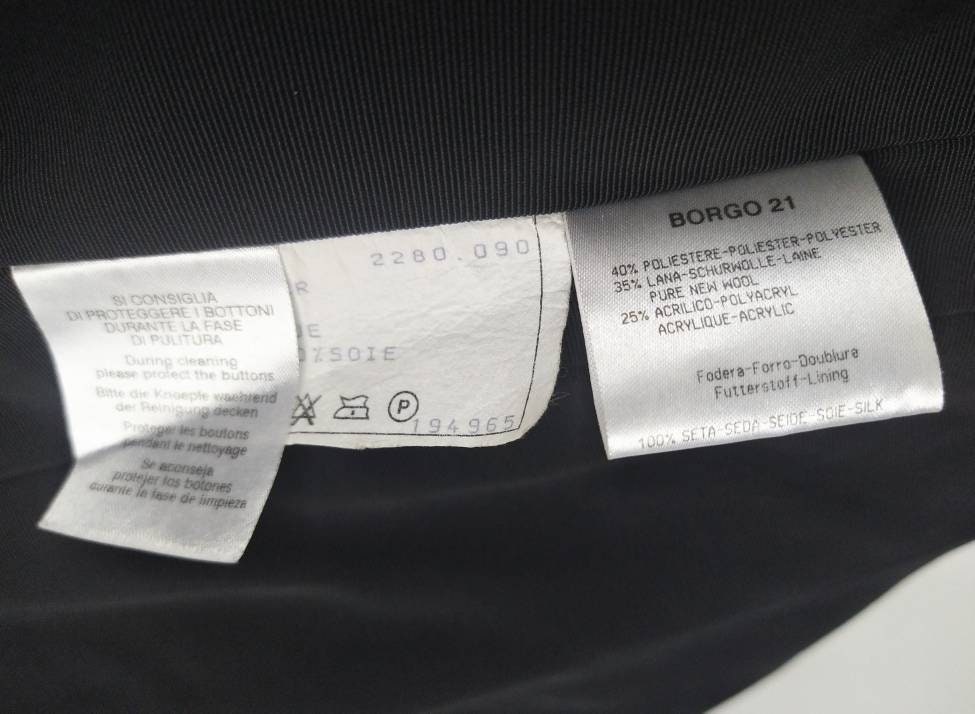 SI CONSIGLIA
DI PROTEGGERE I BOTTONI
DURANTE LA FASE
DI PULITURA
During cleaning
please protect the buttons
Bitte die Knoepfe waehrend
der Reinigung decken
Proteger les boutons
pendant le nettoyage
Se aconseja
protejer los botones
durante la fase de limpieza
2280.090
R
DE
0%SOIE
P
194965
BORGO 21
40% POLIESTERE-POLIESTER-POLYESTER
35% LANA-SCHURWOLLE-LAINE
PURE NEW WOOL
25% ACRILICO-POLYACRYL
ACRYLIQUE-ACRYLIC
Fodera-Forro-Doublure
Futterstoff-Lining
100% SETA-SEDA-SEIDE-SOIE-SILK